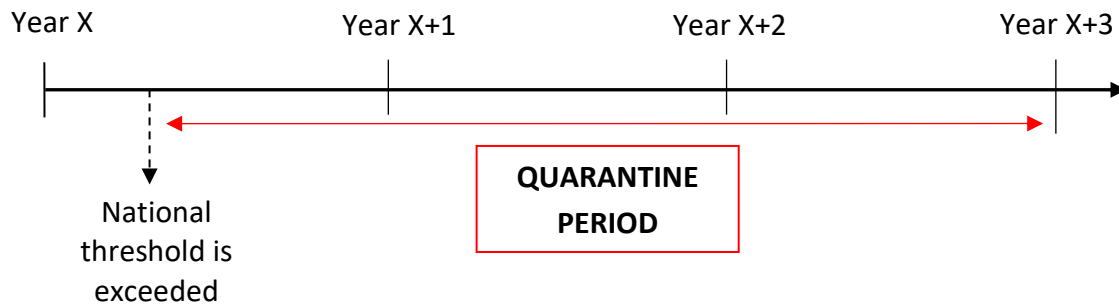 Year X
Year X+1
Year X+2
Year X+3
QUARANTINE
PERIOD
National
threshold is
exceeded